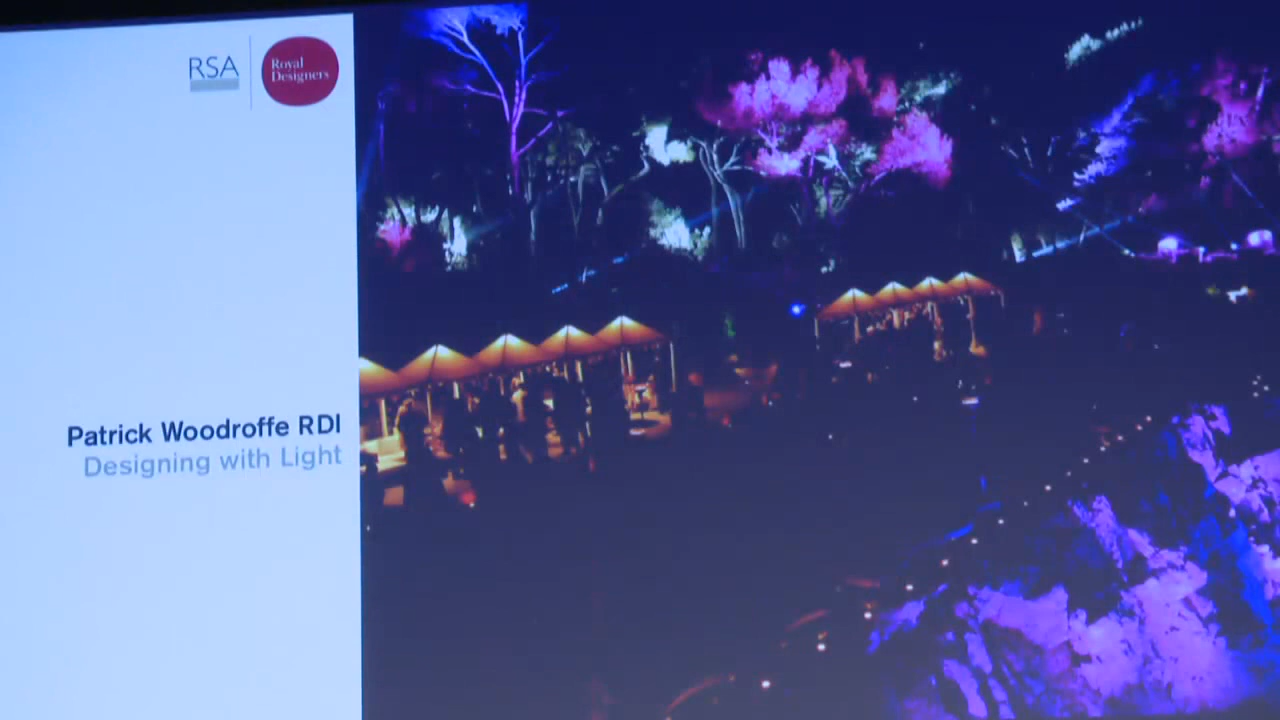 RSA
Royal
Designers
Patrick Woodroffe RDI
Designing with Light